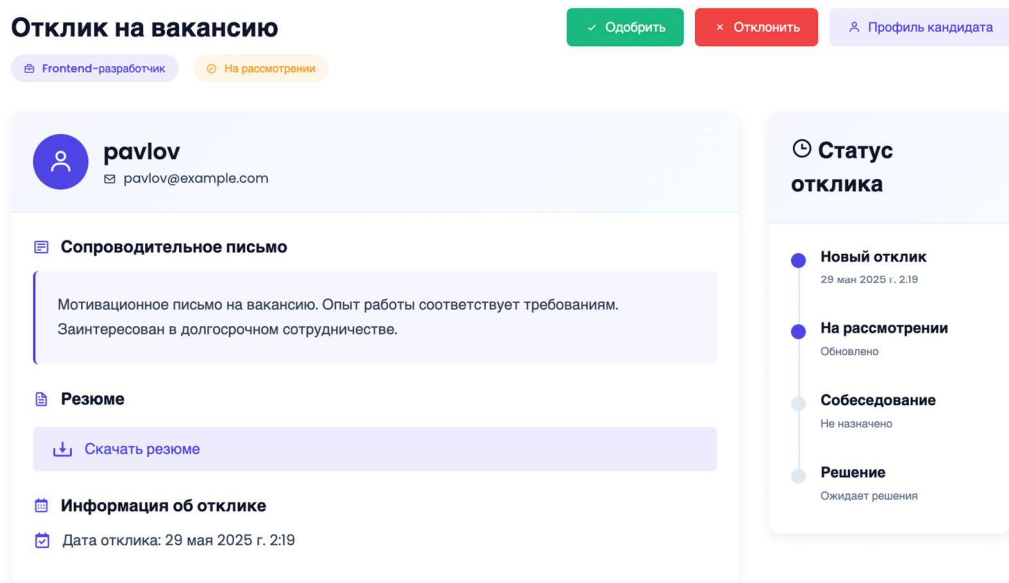 Отклик на вакансию
Одобрить
Отклонить
Профиль кандидата
Frontend-разработчик
На рассмотрении
pavlov
pavlov@example.com
Сопроводительное письмо
Мотивационное письмо на вакансию. Опыт работы соответствует требованиям.
Заинтересован в долгосрочном сотрудничестве.
Резюме
Скачать резюме
Информация об отклике
Дата отклика: 29 мая 2025 г. 2:19
Статус
отклика
Новый отклик
29 мая 2025 г. 2:19
На рассмотрении
Обновлено
Собеседование
Не назначено
Решение
Ожидает решения